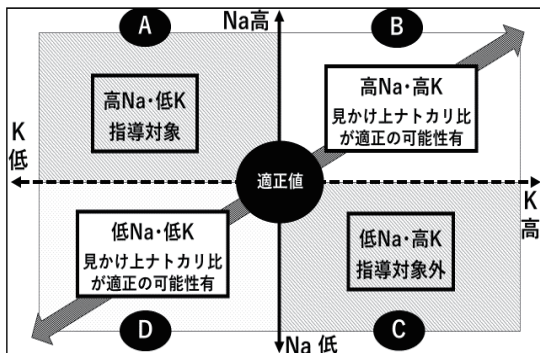 A
Na高
B
高Na・低K
指導対象
高Na・高K
見かけ上ナトカリ比
が適正の可能性有
K
低
適正値
K
高
低Na・低K
見かけ上ナトカリ比
が適正の可能性有
低Na・高K
指導対象外
D
Na 低
C